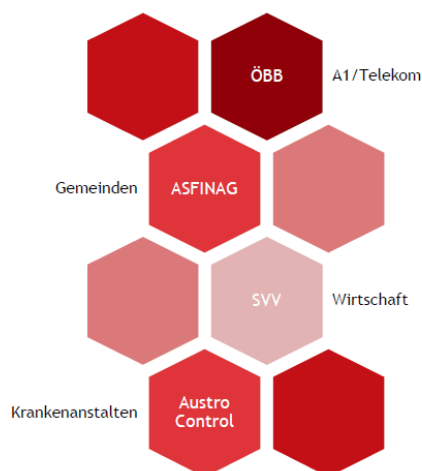 ÖBB
A1/Telekom
Gemeinden
ASFINAG
SVV
Wirtschaft
Krankenanstalten
Austro
Control